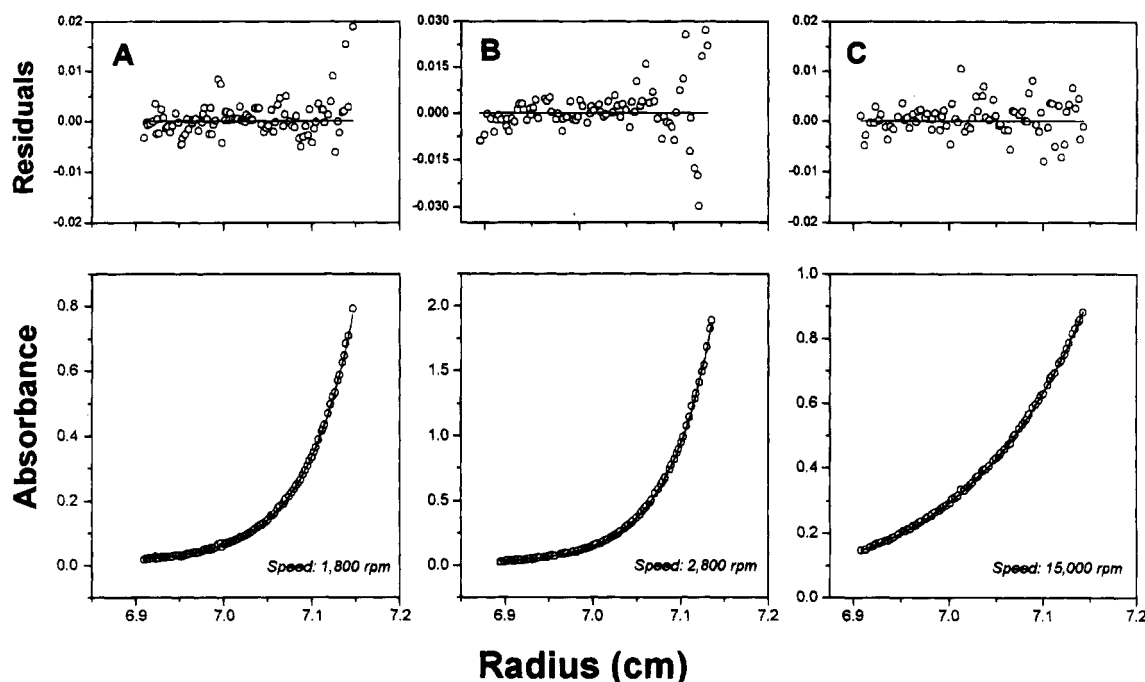 Residuals
0.02
0.01
0.00
-0.01
-0.02
A
0.030
0.015
0.000
-0.015
-0.030
B
0.02
0.01
0.00
-0.01
-0.02
C
Absorbance
0.8
0.6
0.4
0.2
0.0
Speed: 1,800 rpm
6.9 7.0 7.1 7.2
2.0
1.5
1.0
0.5
0.0
Speed: 2,800 rpm
6.9 7.0 7.1 7.2
1.0
0.8
0.6
0.4
0.2
0.0
Speed: 15,000 rpm
6.9 7.0 7.1 7.2
Radius (cm)